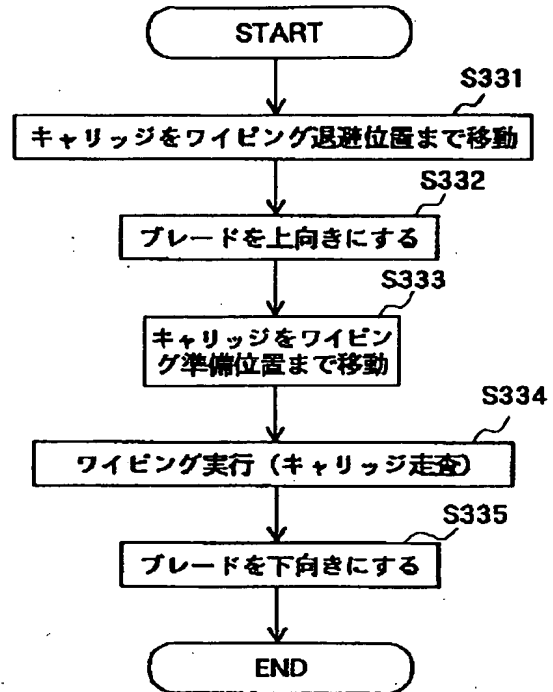 START
S331
キャリッジをワイピング退避位置まで移動
S332
ブレードを上向きにする
S333
キャリッジをワイピン
グ準備位置まで移動
S334
ワイピング実行（キャリッジ走査）
S335
ブレードを下向きにする
END